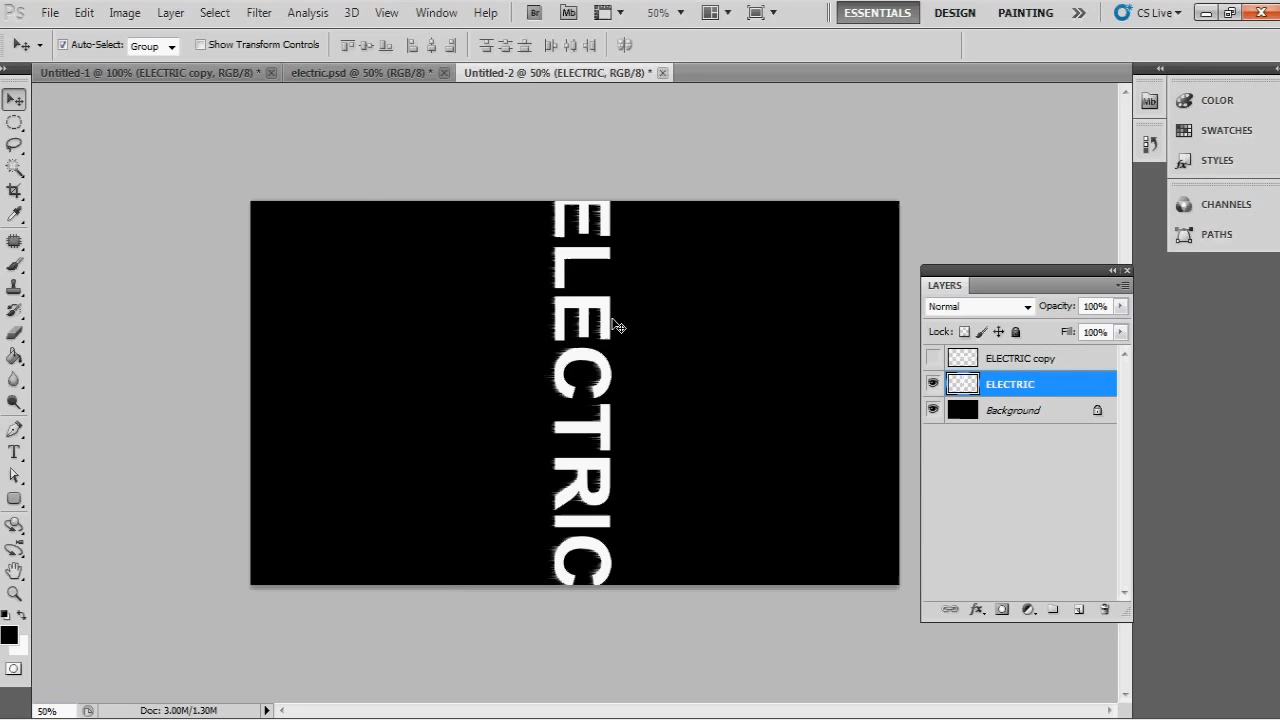 Ps File Edit Image Layer Select Filter Analysis 3D View Window Help Br Mb 50% ESSENTIALS DESIGN PAINTING CS Live
Auto-Select: Group Show Transform Controls
Untitled-1 @ 100% (ELECTRIC copy, RGB/8) * electric.psd @ 50% (RGB/8) * Untitled-2 @ 50% (ELECTRIC, RGB/8) *
Mb COLOR
SWATCHES
STYLES
CHANNELS
PATHS
ELECTRIC
LAYERS
Normal Opacity: 100%
Lock: Fill: 100%
ELECTRIC copy
ELECTRIC
Background
fx
T
50% Doc: 3.00M/1.30M